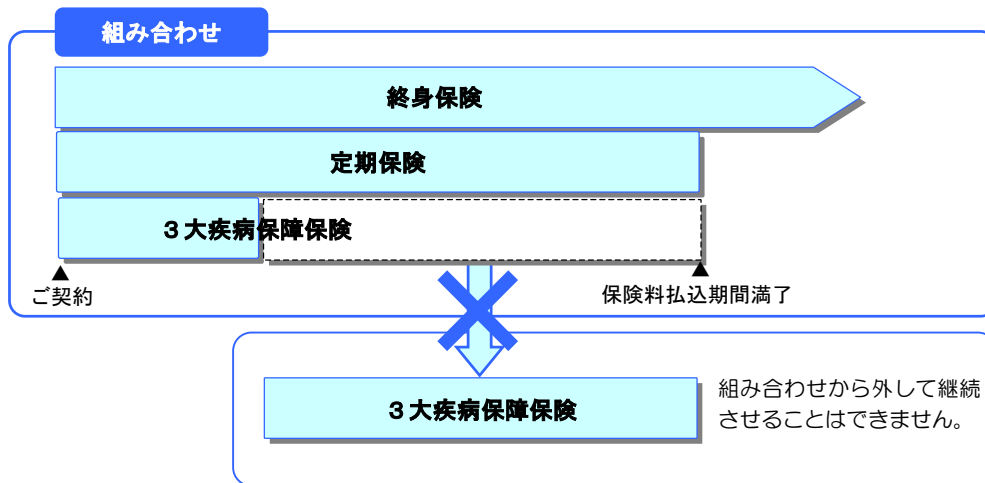 組み合わせ
終身保険
定期保険
３大疾病保障保険
▲
▲
ご契約
保険料払込期間満了
３大疾病保障保険
組み合わせから外して継続
させることはできません。